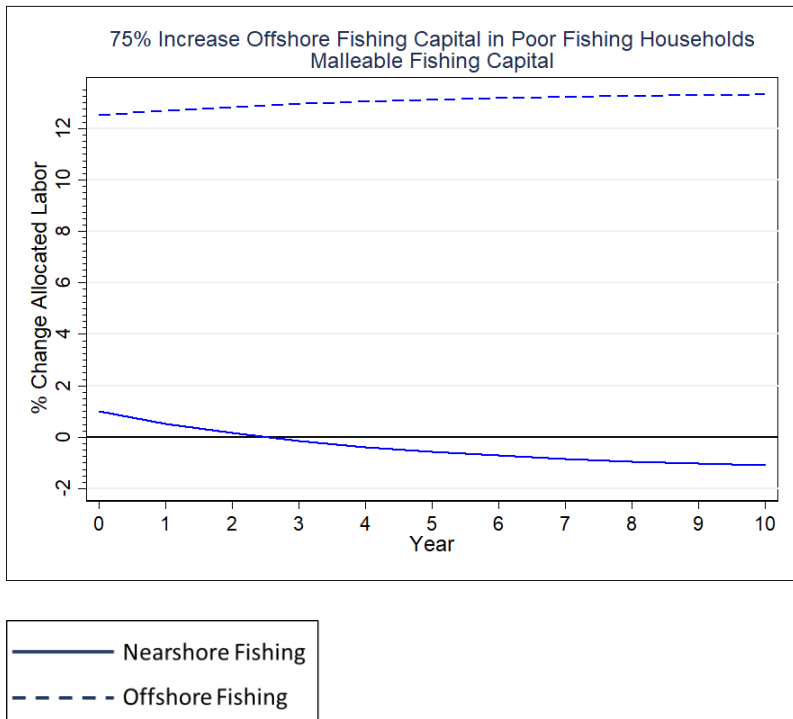 75% Increase Offshore Fishing Capital in Poor Fishing Households
Malleable Fishing Capital
% Change Allocated Labor
12
10
8
6
4
2
0
-2
0 1 2 3 4 5 6 7 8 9 10
Year
Nearshore Fishing
Offshore Fishing